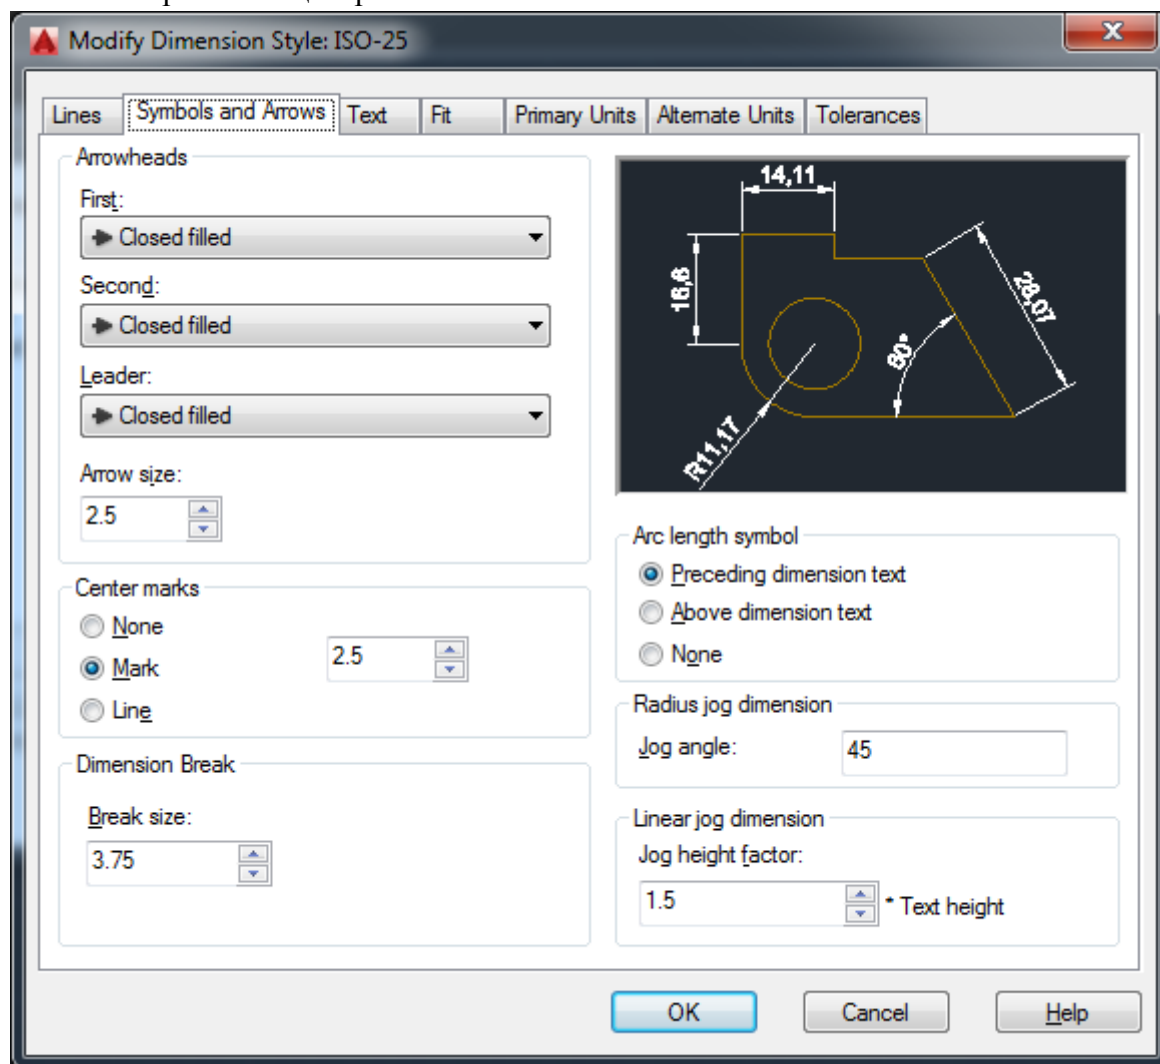 Modify Dimension Style: ISO-25
Lines Symbols and Arrows Text Fit Primary Units Alternate Units Tolerances
Arrowheads
First:
Closed filled
Second:
Closed filled
Leader:
Closed filled
Arrow size:
2.5
Center marks
None
Mark
2.5
Line
Dimension Break
Break size:
3.75
14,11
16,6
28,07
60°
R11,17
Arc length symbol
Preceding dimension text
Above dimension text
None
Radius jog dimension
Jog angle: 45
Linear jog dimension
Jog height factor:
1.5 * Text height
OK Cancel Help